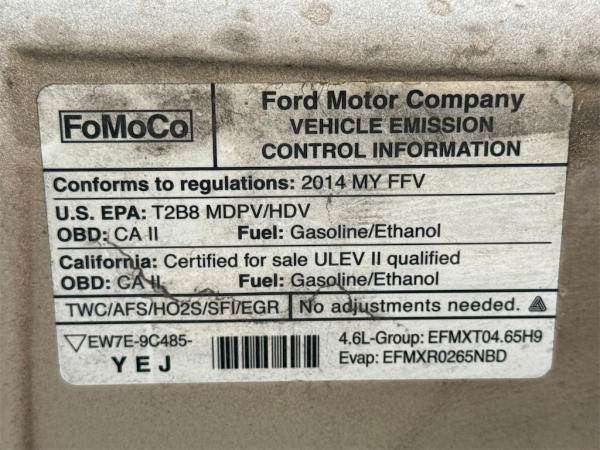 FoMoCo
Ford Motor Company
VEHICLE EMISSION
CONTROL INFORMATION
Conforms to regulations: 2014 MY FFV
U.S. EPA: T2B8 MDPV/HDV
OBD: CA II Fuel: Gasoline/Ethanol
California: Certified for sale ULEV II qualified
OBD: CA II Fuel: Gasoline/Ethanol
TWC/AFS/HO2S/SFI/EGR No adjustments needed.
EW7E-9C485- 4.6L-Group: EFMXT04.65H9
YEJ Evap: EFMXR0265NBD